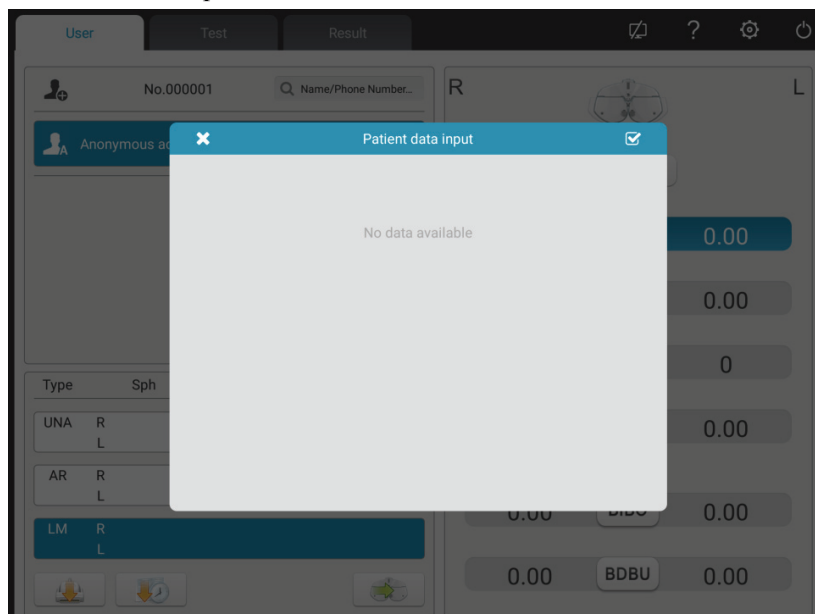 User Test Result ?
No.000001 Name/Phone Number...
R L
Anonymous
Patient data input
No data available
0.00
0.00
0
0.00
Type Sph
UNA R
L
AR R
L
LM R
L
0.00 BIBU 0.00
0.00 BDBU 0.00